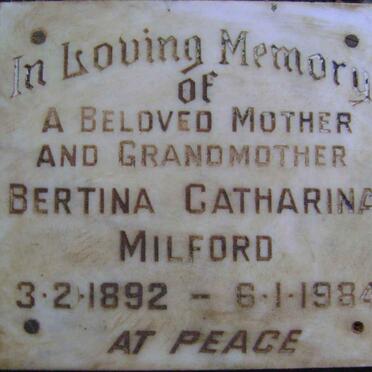 In Loving Memory
of
A BELOVED MOTHER
AND GRANDMOTHER
BERTINA CATHARINA
MILFORD
3·2·1892 – 6·1·1984
AT PEACE